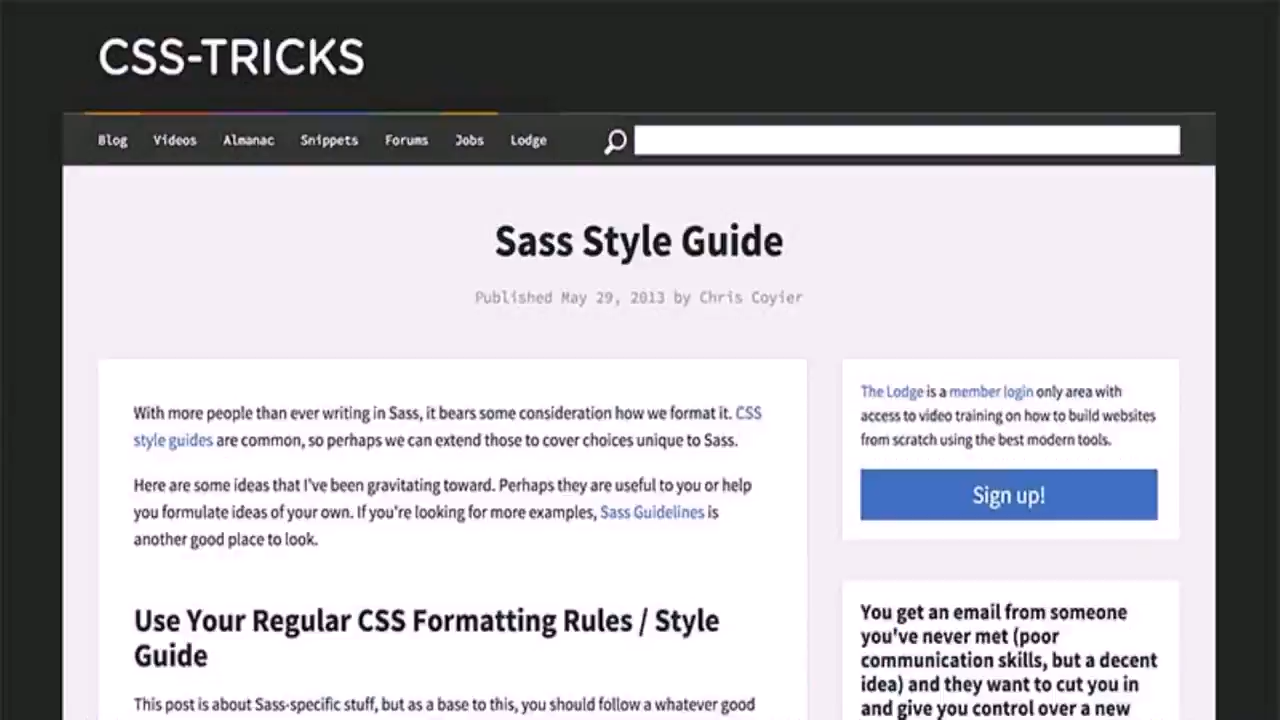 CSS-TRICKS
Blog Videos Almanac Snippets Forums Jobs Lodge
Sass Style Guide
Published May 29, 2013 by Chris Coyier
With more people than ever writing in Sass, it bears some consideration how we format it. CSS
style guides are common, so perhaps we can extend those to cover choices unique to Sass.
Here are some ideas that I've been gravitating toward. Perhaps they are useful to you or help
you formulate ideas of your own. If you're looking for more examples, Sass Guidelines is
another good place to look.
Use Your Regular CSS Formatting Rules / Style
Guide
This post is about Sass-specific stuff, but as a base to this, you should follow a whatever good
The Lodge is a member login only area with
access to video training on how to build websites
from scratch using the best modern tools.
Sign up!
You get an email from someone
you've never met (poor
communication skills, but a decent
idea) and they want to cut you in
and give you control over a new